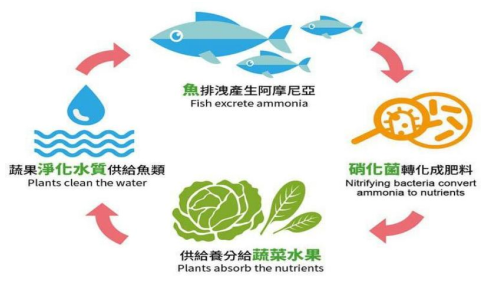 魚排洩產生阿摩尼亞
Fish excrete ammonia
硝化菌轉化成肥料
Nitrifying bacteria convert
ammonia to nutrients
供給養分給蔬菜水果
Plants absorb the nutrients
蔬果淨化水質供給魚類
Plants clean the water